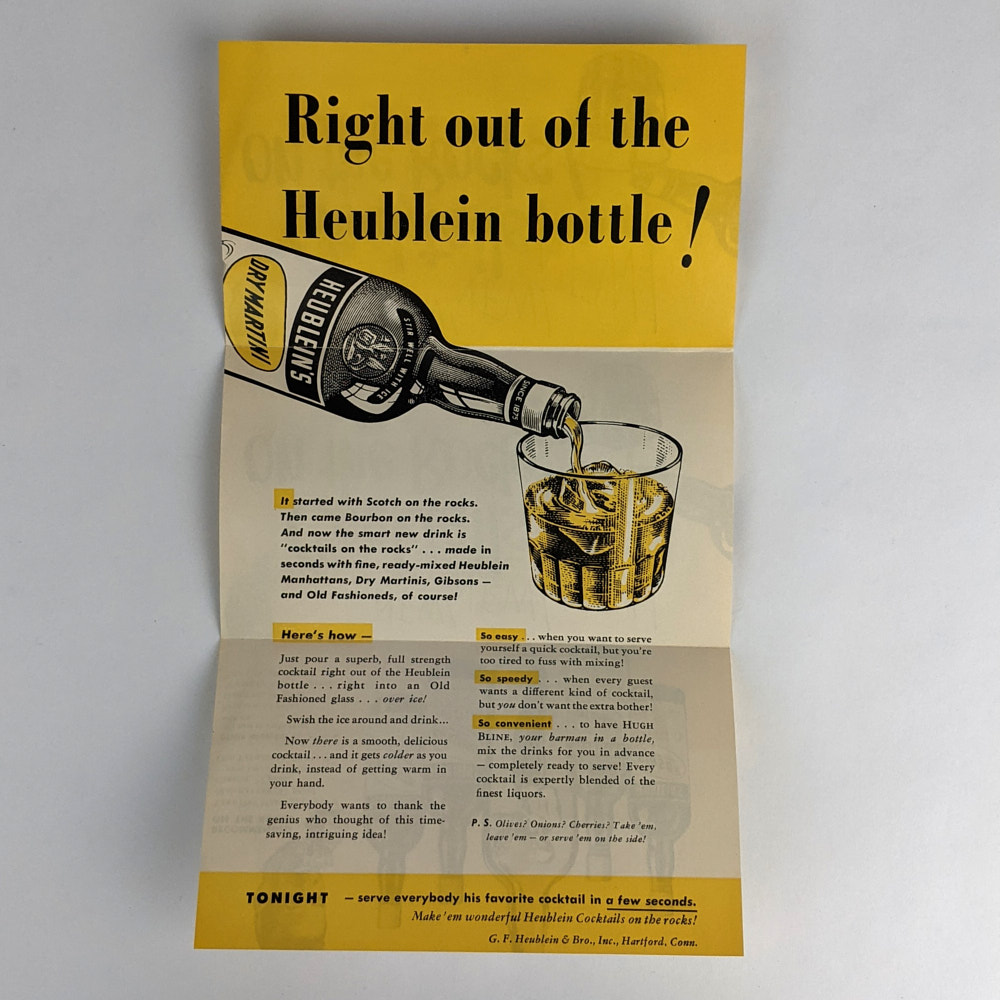 Right out of the
Heublein bottle!
DRY MARTINI
HEUBLEIN'S
STIR WELL WITH ICE
SINCE 1875
It started with Scotch on the rocks.
Then came Bourbon on the rocks.
And now the smart new drink is
"cocktails on the rocks" . . . made in
seconds with fine, ready-mixed Heublein
Manhattans, Dry Martinis, Gibsons —
and Old Fashioneds, of course!
Here's how —
Just pour a superb, full strength
cocktail right out of the Heublein
bottle . . . right into an Old
Fashioned glass . . . over ice!
Swish the ice around and drink...
Now there is a smooth, delicious
cocktail . . . and it gets colder as you
drink, instead of getting warm in
your hand.
Everybody wants to thank the
genius who thought of this time-
saving, intriguing idea!
So easy . . . when you want to serve
yourself a quick cocktail, but you're
too tired to fuss with mixing!
So speedy . . . when every guest
wants a different kind of cocktail,
but you don't want the extra bother!
So convenient . . . to have HUGH
BLINE, your barman in a bottle,
mix the drinks for you in advance
— completely ready to serve! Every
cocktail is expertly blended of the
finest liquors.
P. S. Olives? Onions? Cherries? Take 'em,
leave 'em — or serve 'em on the side!
TONIGHT — serve everybody his favorite cocktail in a few seconds.
Make 'em wonderful Heublein Cocktails on the rocks!
G. F. Heublein & Bro., Inc., Hartford, Conn.